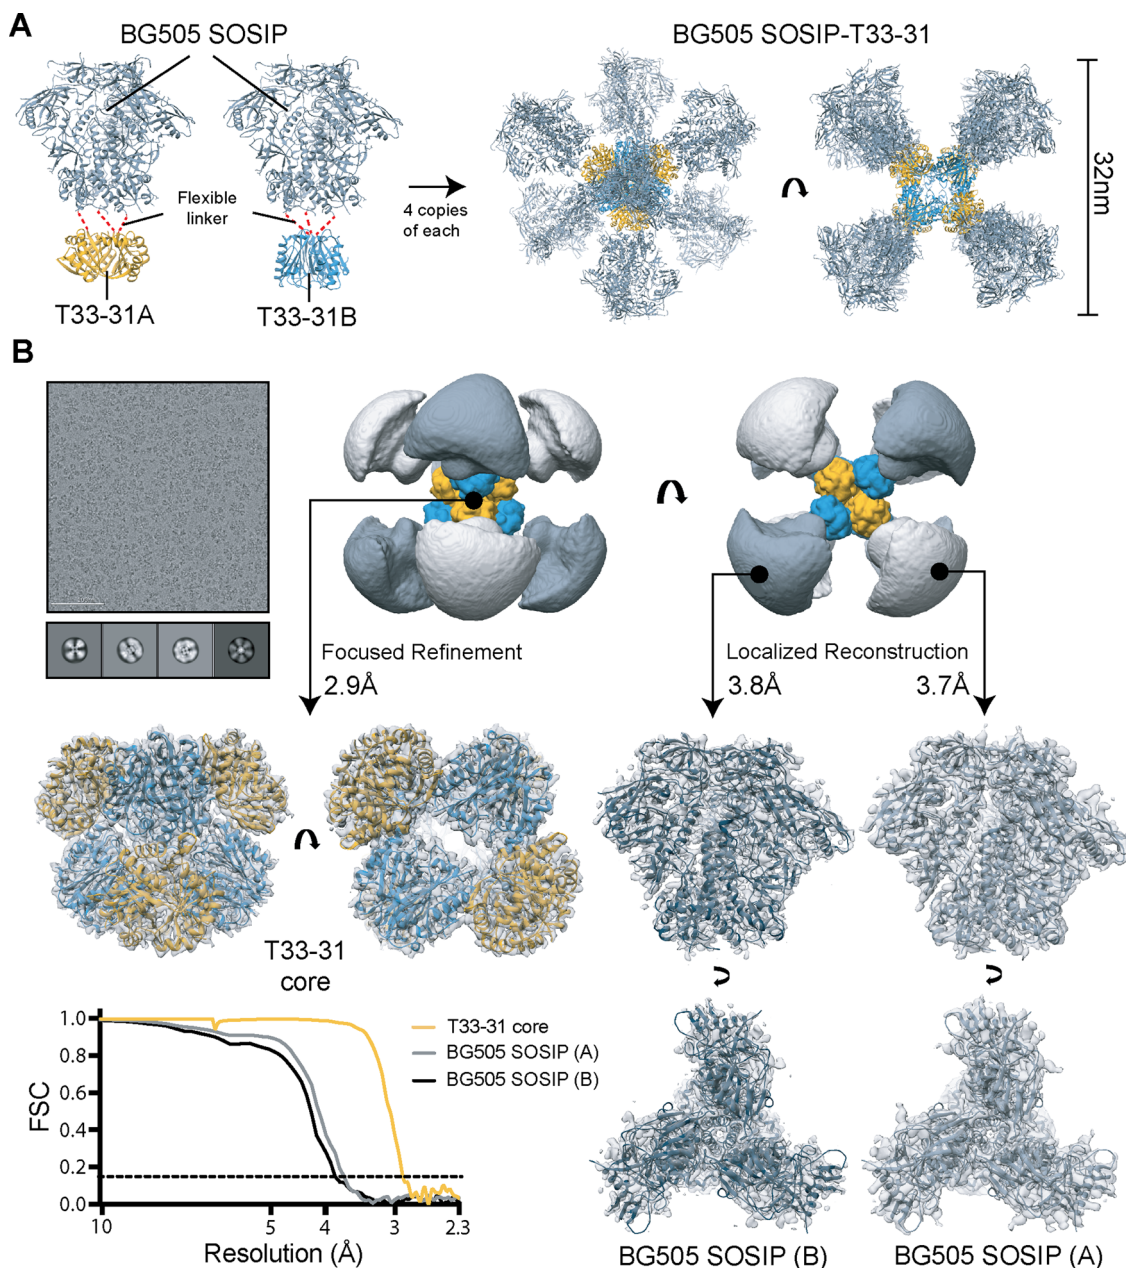 A
BG505 SOSIP
BG505 SOSIP-T33-31
Flexible
linker
4 copies
of each
32nm
T33-31A
T33-31B
B
Focused Refinement
2.9Å
Localized Reconstruction
3.8Å
3.7Å
T33-31
core
1.0
0.8
0.6
0.4
0.2
0.0
FSC
10
5
4
3
2.3
Resolution (Å)
T33-31 core
BG505 SOSIP (A)
BG505 SOSIP (B)
BG505 SOSIP (B)
BG505 SOSIP (A)